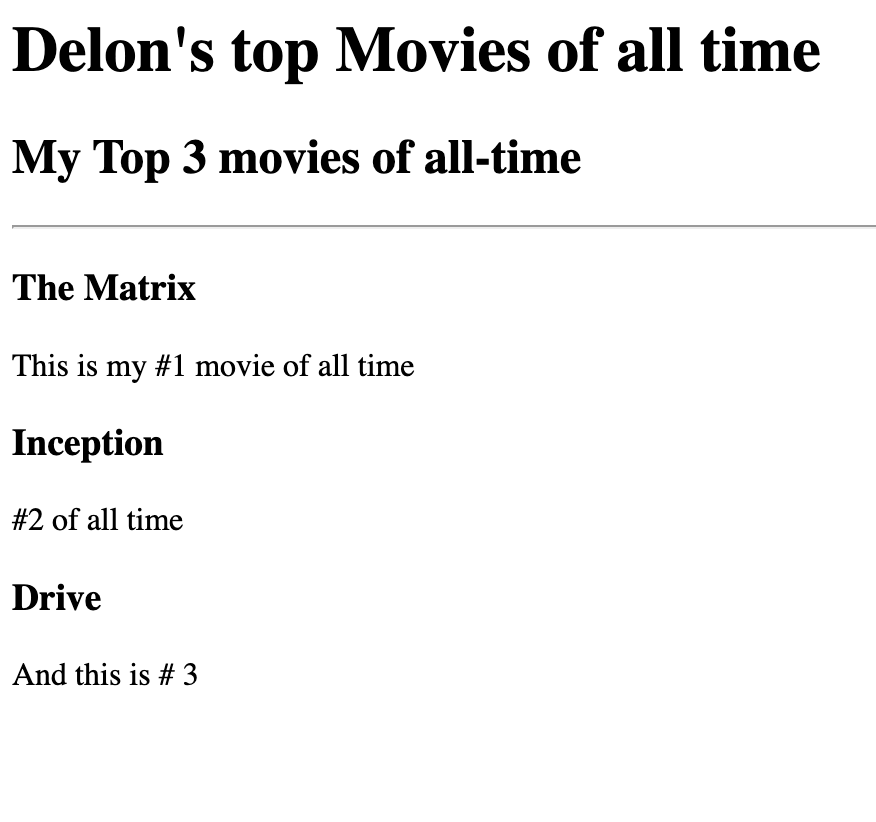 Delon's top Movies of all time
My Top 3 movies of all-time
The Matrix
This is my #1 movie of all time
Inception
#2 of all time
Drive
And this is # 3